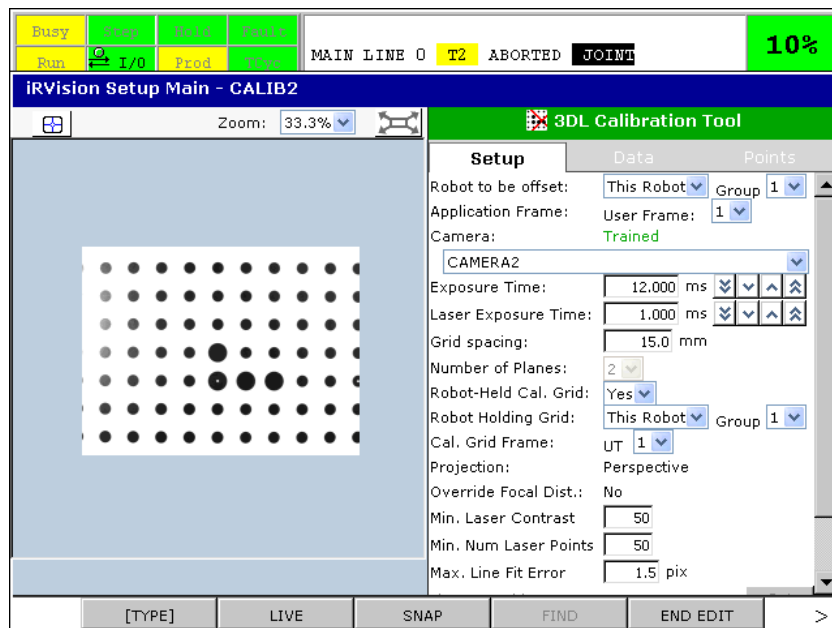 Busy Step Hold Fault
Run I/O Prod TCyc
MAIN LINE 0 T2 ABORTED JOINT
10%
iRVision Setup Main - CALIB2
Zoom: 33.3%
3DL Calibration Tool
Setup Data Points
Robot to be offset: This Robot Group 1
Application Frame: User Frame: 1
Camera: Trained
CAMERA2
Exposure Time: 12.000 ms
Laser Exposure Time: 1.000 ms
Grid spacing: 15.0 mm
Number of Planes: 2
Robot-Held Cal. Grid: Yes
Robot Holding Grid: This Robot Group 1
Cal. Grid Frame: UT 1
Projection: Perspective
Override Focal Dist.: No
Min. Laser Contrast 50
Min. Num Laser Points 50
Max. Line Fit Error 1.5 pix
[TYPE] LIVE SNAP FIND END EDIT >